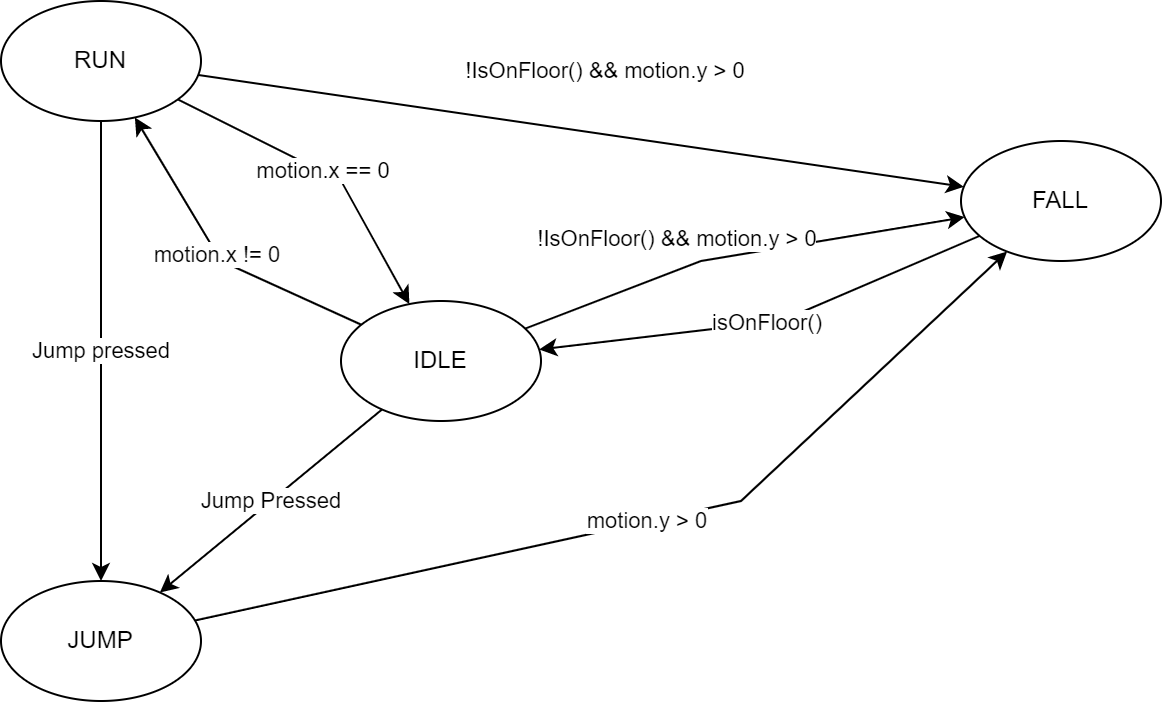 RUN
!IsOnFloor() && motion.y > 0
motion.x == 0
FALL
!IsOnFloor() && motion.y > 0
motion.x != 0
isOnFloor()
Jump pressed
IDLE
Jump Pressed
motion.y > 0
JUMP